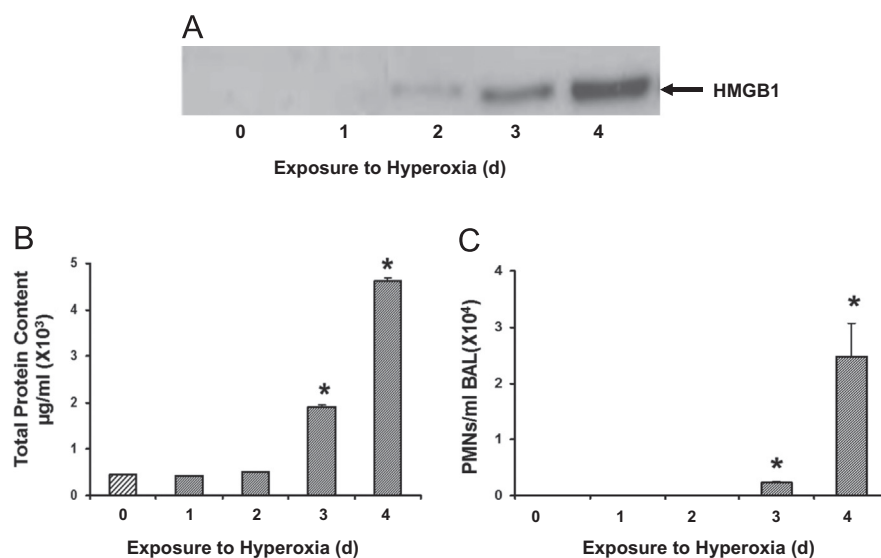 A
HMGB1
0 1 2 3 4
Exposure to Hyperoxia (d)
B
Total Protein Content
µg/ml (X10³)
5
4
3
2
1
0
*
*
0 1 2 3 4
Exposure to Hyperoxia (d)
C
PMNs/ml BAL(X10⁴)
4
3
2
1
0
*
*
0 1 2 3 4
Exposure to Hyperoxia (d)